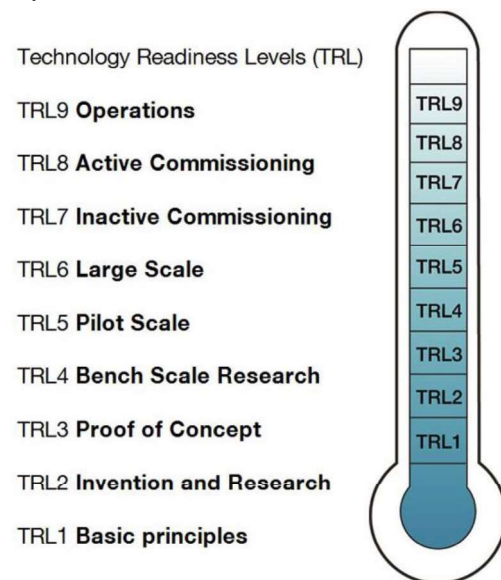 Technology Readiness Levels (TRL)
TRL9 Operations
TRL8 Active Commissioning
TRL7 Inactive Commissioning
TRL6 Large Scale
TRL5 Pilot Scale
TRL4 Bench Scale Research
TRL3 Proof of Concept
TRL2 Invention and Research
TRL1 Basic principles
TRL9
TRL8
TRL7
TRL6
TRL5
TRL4
TRL3
TRL2
TRL1